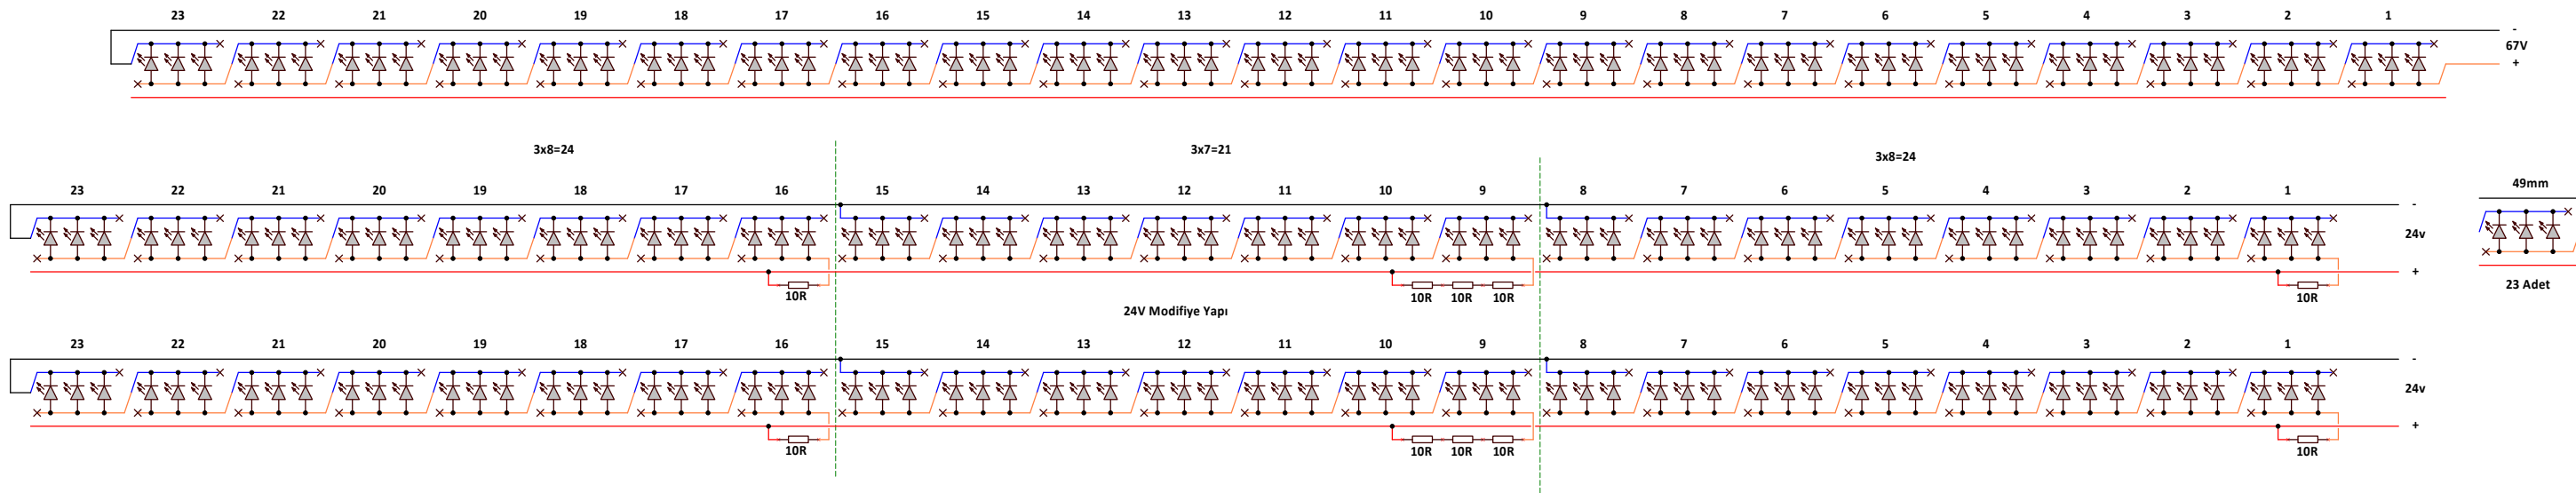 23 22 21 20 19 18 17 16 15 14 13 12 11 10 9 8 7 6 5 4 3 2 1
-
67V
+
3x8=24 3x7=21 3x8=24
23 22 21 20 19 18 17 16 15 14 13 12 11 10 9 8 7 6 5 4 3 2 1
-
24v
+
10R 10R 10R 10R 10R
49mm
23 Adet
24V Modifiye Yapı
23 22 21 20 19 18 17 16 15 14 13 12 11 10 9 8 7 6 5 4 3 2 1
-
24v
+
10R 10R 10R 10R 10R